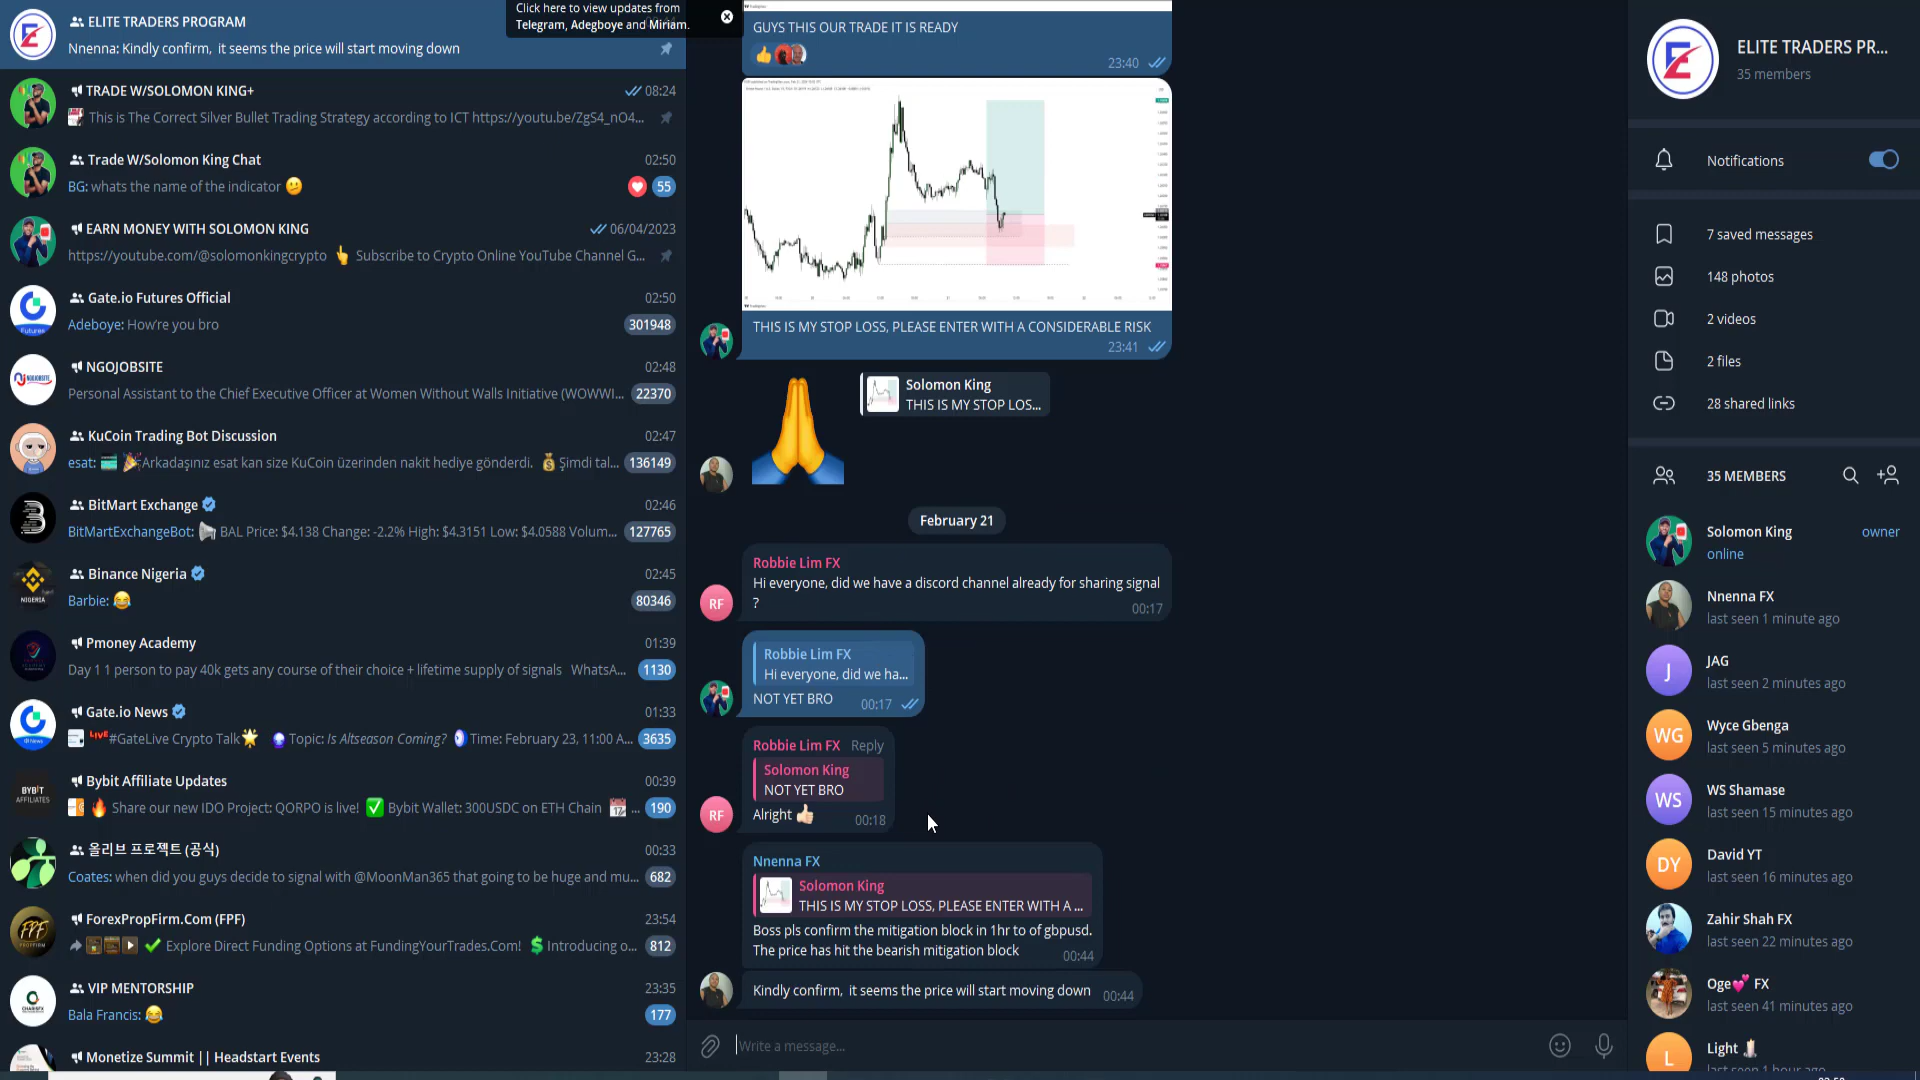 ELITE TRADERS PROGRAM
Nnenna: Kindly confirm, it seems the price will start moving down
TRADE W/SOLOMON KING+
08:24
This is The Correct Silver Bullet Trading Strategy according to ICT https://youtu.be/ZgS4_nO4...
Trade W/Solomon King Chat
02:50
BG: whats the name of the indicator 🫤
55
EARN MONEY WITH SOLOMON KING
06/04/2023
https://youtube.com/@solomonkingcrypto 👆 Subscribe to Crypto Online YouTube Channel G...
Gate.io Futures Official
02:50
Adeboye: How're you bro
301948
NGOJOBSITE
02:48
Personal Assistant to the Chief Executive Officer at Women Without Walls Initiative (WOWWI...
22370
KuCoin Trading Bot Discussion
02:47
esat: 💳 🎉Arkadaşınız esat kan size KuCoin üzerinden nakit hediye gönderdi. 💰 Şimdi tal...
136149
BitMart Exchange
02:46
BitMartExchangeBot: 📢 BAL Price: $4.138 Change: -2.2% High: $4.3151 Low: $4.0588 Volum...
127765
Binance Nigeria
02:45
Barbie: 😂
80346
Pmoney Academy
01:39
Day 1 1 person to pay 40k gets any course of their choice + lifetime supply of signals WhatsA...
1130
Gate.io News
01:33
LIVE #GateLive Crypto Talk🌟 🔮 Topic: Is Altseason Coming? Time: February 23, 11:00 A...
3635
Bybit Affiliate Updates
00:39
🔥 Share our new IDO Project: QORPO is live! ✅ Bybit Wallet: 300USDC on ETH Chain 📅 ...
190
올리브 프로젝트 (공식)
00:33
Coates: when did you guys decide to signal with @MoonMan365 that going to be huge and mu...
682
ForexPropFirm.Com (FPF)
23:54
✔ Explore Direct Funding Options at FundingYourTrades.Com! 💲 Introducing o...
812
VIP MENTORSHIP
23:35
Bala Francis: 😂
177
Monetize Summit || Headstart Events
23:28
Click here to view updates from
Telegram, Adegboye and Miriam.
GUYS THIS OUR TRADE IT IS READY
23:40
THIS IS MY STOP LOSS, PLEASE ENTER WITH A CONSIDERABLE RISK
23:41
Solomon King
THIS IS MY STOP LOS...
February 21
Robbie Lim FX
Hi everyone, did we have a discord channel already for sharing signal
?
00:17
RF
Robbie Lim FX
Hi everyone, did we ha...
NOT YET BRO
00:17
Robbie Lim FX Reply
Solomon King
NOT YET BRO
Alright 👍🏻
00:18
RF
Nnenna FX
Solomon King
THIS IS MY STOP LOSS, PLEASE ENTER WITH A ...
Boss pls confirm the mitigation block in 1hr to of gbpusd.
The price has hit the bearish mitigation block
00:44
Kindly confirm, it seems the price will start moving down
00:44
Write a message...
ELITE TRADERS PR...
35 members
Notifications
7 saved messages
148 photos
2 videos
2 files
28 shared links
35 MEMBERS
Solomon King
owner
online
Nnenna FX
last seen 1 minute ago
J
JAG
last seen 2 minutes ago
WG
Wyce Gbenga
last seen 5 minutes ago
WS
WS Shamase
last seen 15 minutes ago
DY
David YT
last seen 16 minutes ago
Zahir Shah FX
last seen 22 minutes ago
Oge💕 FX
last seen 41 minutes ago
L
Light 🕯
last seen 1 hour ago